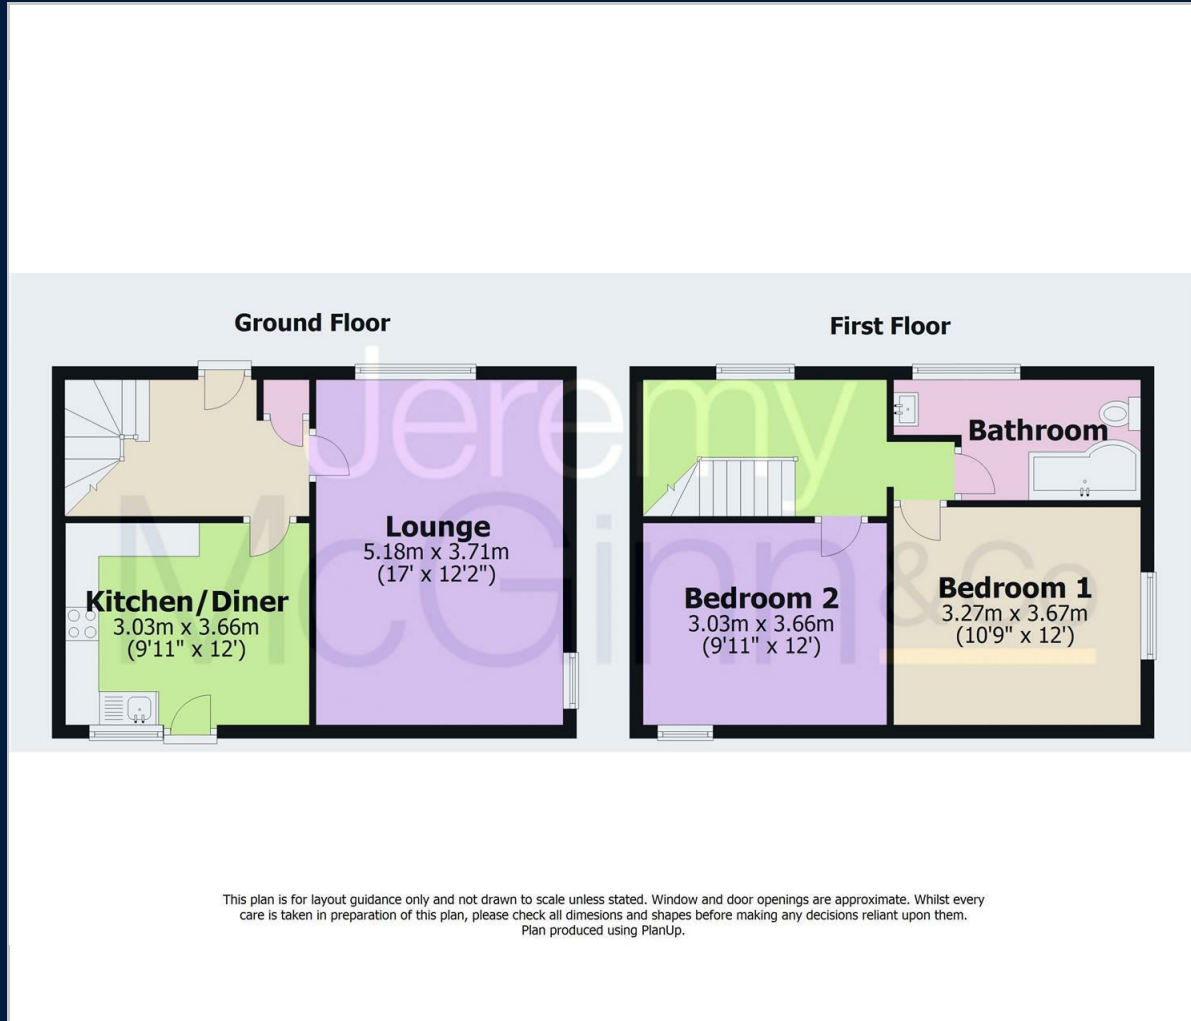 Ground Floor
First Floor
Jeremy
McGinn & Co
Lounge
5.18m x 3.71m
(17' x 12'2")
Kitchen/Diner
3.03m x 3.66m
(9'11" x 12')
Bathroom
Bedroom 2
3.03m x 3.66m
(9'11" x 12')
Bedroom 1
3.27m x 3.67m
(10'9" x 12')
This plan is for layout guidance only and not drawn to scale unless stated. Window and door openings are approximate. Whilst every
care is taken in preparation of this plan, please check all dimesions and shapes before making any decisions reliant upon them.
Plan produced using PlanUp.